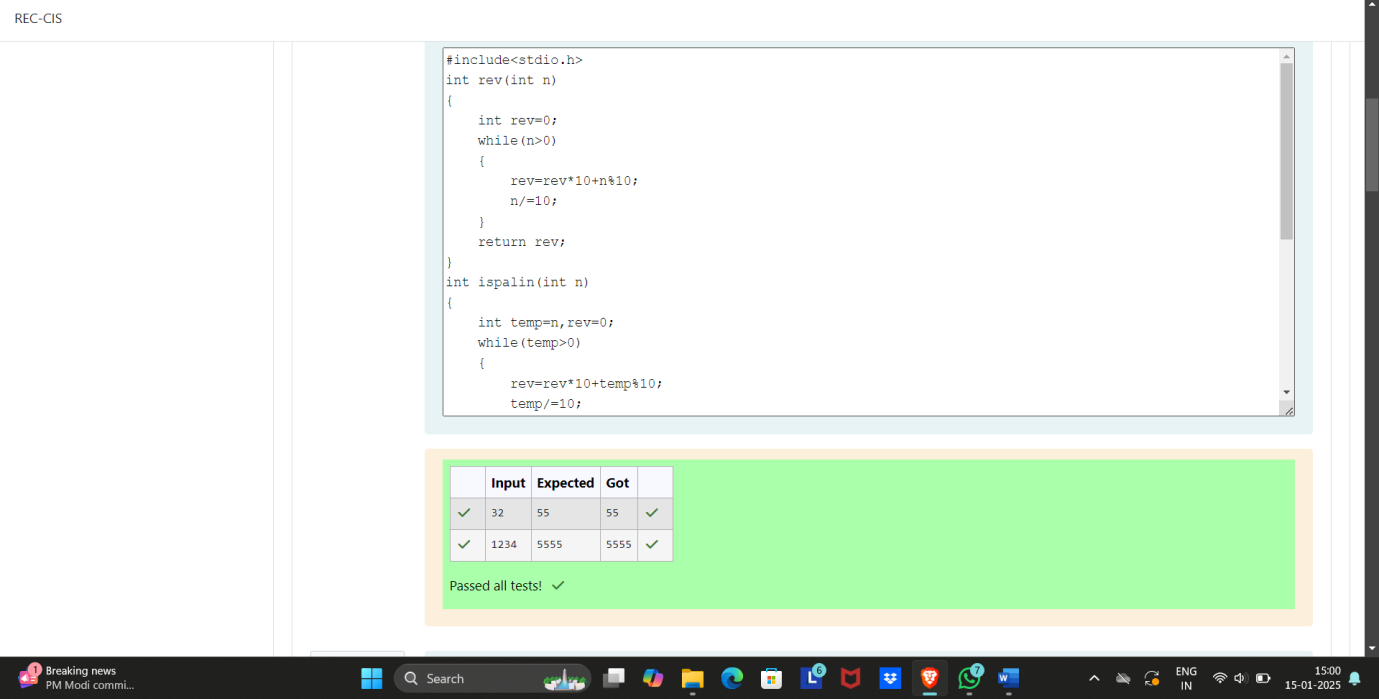 REC-CIS
#include<stdio.h>
int rev(int n)
{
    int rev=0;
    while(n>0)
    {
        rev=rev*10+n%10;
        n/=10;
    }
    return rev;
}
int ispalin(int n)
{
    int temp=n,rev=0;
    while(temp>0)
    {
        rev=rev*10+temp%10;
        temp/=10;
Input Expected Got
32 55 55
1234 5555 5555
Passed all tests!
1
Breaking news
PM Modi commi...
Search
L 6
7
W
ENG
IN
15:00
15-01-2025